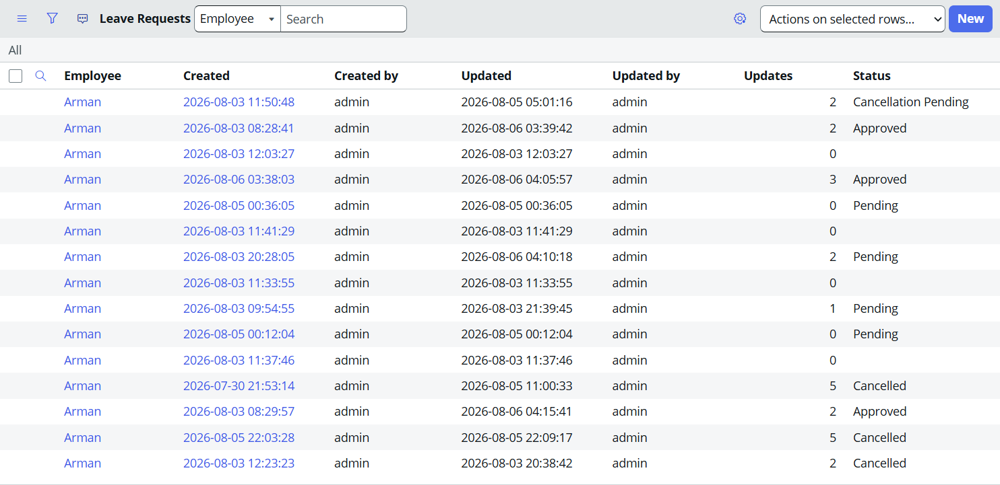 Leave Requests Employee Search Actions on selected rows... New
All
Employee Created Created by Updated Updated by Updates Status
Arman 2026-08-03 11:50:48 admin 2026-08-05 05:01:16 admin 2 Cancellation Pending
Arman 2026-08-03 08:28:41 admin 2026-08-06 03:39:42 admin 2 Approved
Arman 2026-08-03 12:03:27 admin 2026-08-03 12:03:27 admin 0
Arman 2026-08-06 03:38:03 admin 2026-08-06 04:05:57 admin 3 Approved
Arman 2026-08-05 00:36:05 admin 2026-08-05 00:36:05 admin 0 Pending
Arman 2026-08-03 11:41:29 admin 2026-08-03 11:41:29 admin 0
Arman 2026-08-03 20:28:05 admin 2026-08-06 04:10:18 admin 2 Pending
Arman 2026-08-03 11:33:55 admin 2026-08-03 11:33:55 admin 0
Arman 2026-08-03 09:54:55 admin 2026-08-03 21:39:45 admin 1 Pending
Arman 2026-08-05 00:12:04 admin 2026-08-05 00:12:04 admin 0 Pending
Arman 2026-08-03 11:37:46 admin 2026-08-03 11:37:46 admin 0
Arman 2026-07-30 21:53:14 admin 2026-08-05 11:00:33 admin 5 Cancelled
Arman 2026-08-03 08:29:57 admin 2026-08-06 04:15:41 admin 2 Approved
Arman 2026-08-05 22:03:28 admin 2026-08-05 22:09:17 admin 5 Cancelled
Arman 2026-08-03 12:23:23 admin 2026-08-03 20:38:42 admin 2 Cancelled